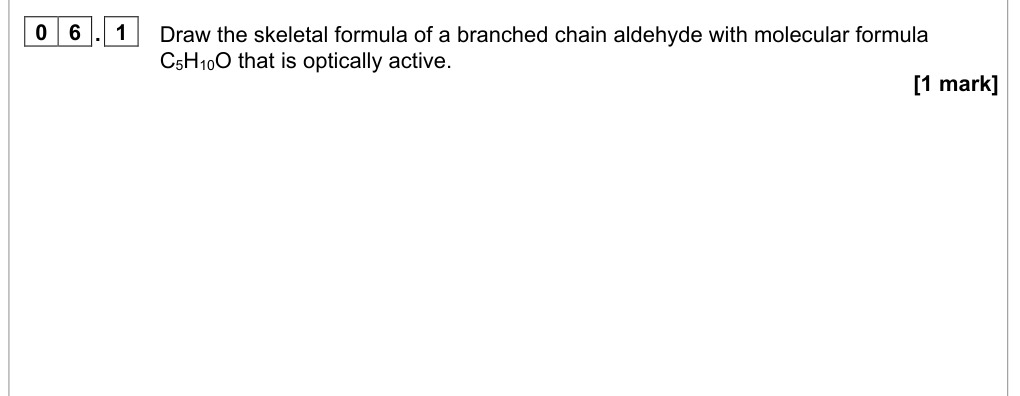 0 6 . 1 Draw the skeletal formula of a branched chain aldehyde with molecular formula
C₅H₁₀O that is optically active.
[1 mark]